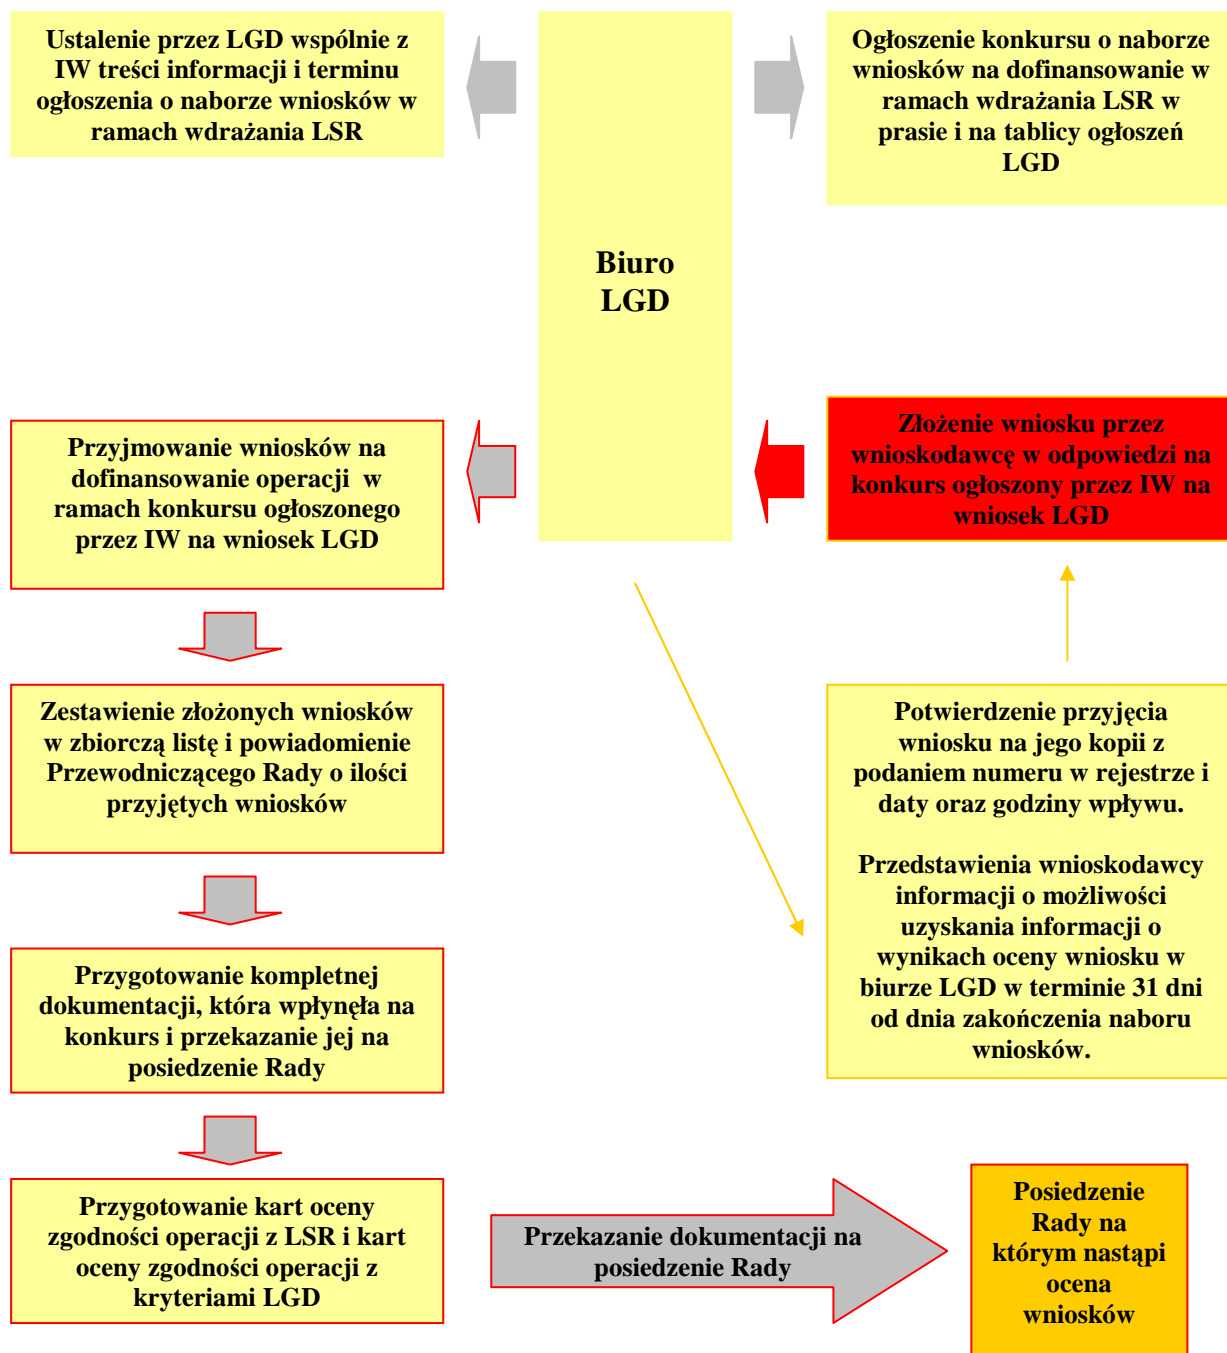 Ustalenie przez LGD wspólnie z
IW treści informacji i terminu
ogłoszenia o naborze wniosków w
ramach wdrażania LSR
Ogłoszenie konkursu o naborze
wniosków na dofinansowanie w
ramach wdrażania LSR w
prasie i na tablicy ogłoszeń
LGD
Biuro
LGD
Przyjmowanie wniosków na
dofinansowanie operacji w
ramach konkursu ogłoszonego
przez IW na wniosek LGD
Złożenie wniosku przez
wnioskodawcę w odpowiedzi na
konkurs ogłoszony przez IW na
wniosek LGD
Zestawienie złożonych wniosków
w zbiorczą listę i powiadomienie
Przewodniczącego Rady o ilości
przyjętych wniosków
Potwierdzenie przyjęcia
wniosku na jego kopii z
podaniem numeru w rejestrze i
daty oraz godziny wpływu.
Przedstawienia wnioskodawcy
informacji o możliwości
uzyskania informacji o
wynikach oceny wniosku w
biurze LGD w terminie 31 dni
od dnia zakończenia naboru
wniosków.
Przygotowanie kompletnej
dokumentacji, która wpłynęła na
konkurs i przekazanie jej na
posiedzenie Rady
Przygotowanie kart oceny
zgodności operacji z LSR i kart
oceny zgodności operacji z
kryteriami LGD
Przekazanie dokumentacji na
posiedzenie Rady
Posiedzenie
Rady na
którym nastąpi
ocena
wniosków